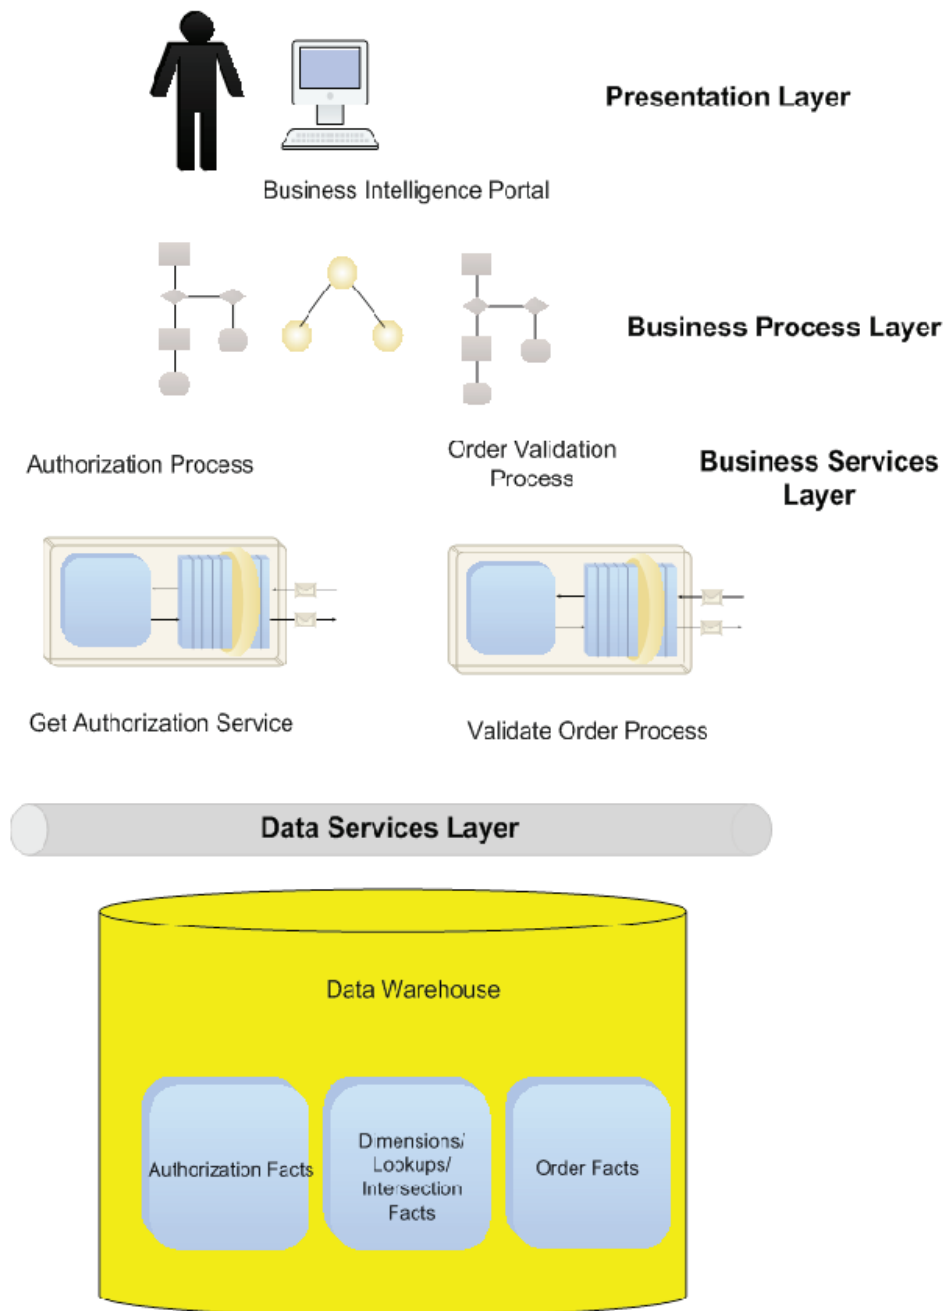 Presentation Layer
Business Intelligence Portal
Business Process Layer
Authorization Process
Order Validation
Process
Business Services
Layer
Get Authorization Service
Validate Order Process
Data Services Layer
Data Warehouse
Authorization Facts
Dimensions/
Lookups/
Intersection
Facts
Order Facts